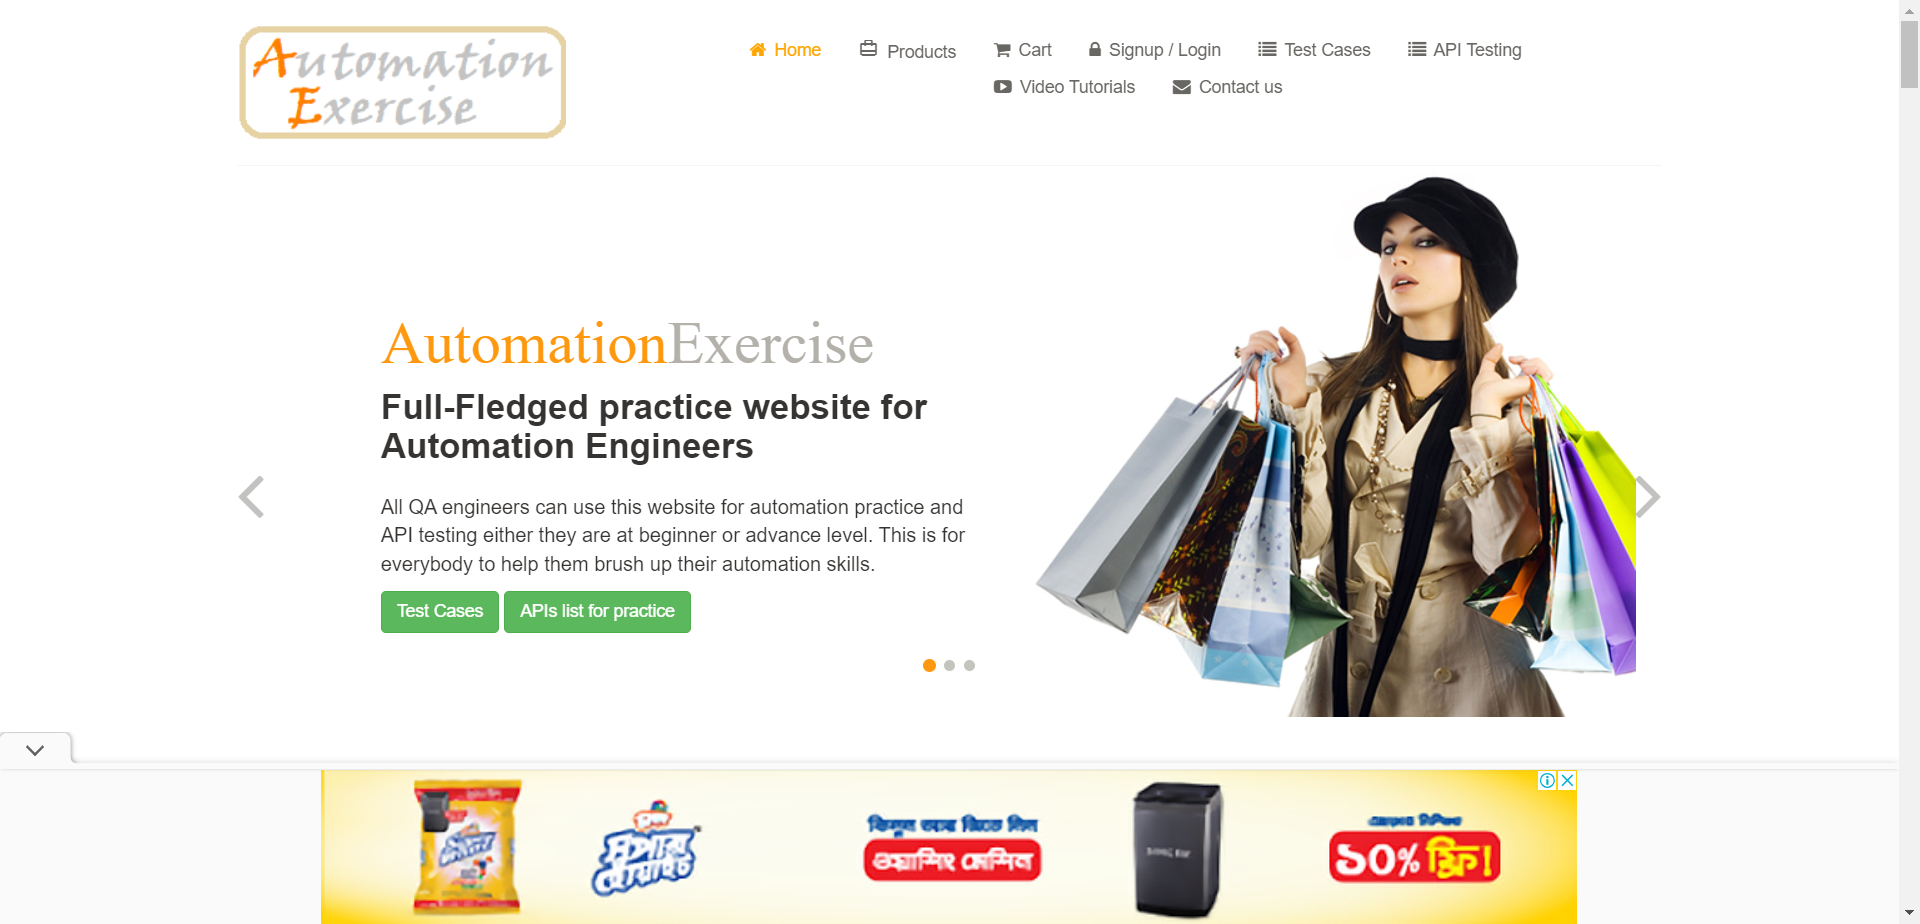 Automation
Exercise
Home
Products
Cart
Signup / Login
Test Cases
API Testing
Video Tutorials
Contact us
AutomationExercise
Full-Fledged practice website for
Automation Engineers
All QA engineers can use this website for automation practice and
API testing either they are at beginner or advance level. This is for
everybody to help them brush up their automation skills.
Test Cases
APIs list for practice
সুপার
হোয়াইট
কিনুন আর জিতে নিন
ওয়াশিং মেশিন
১০% ফ্রি!